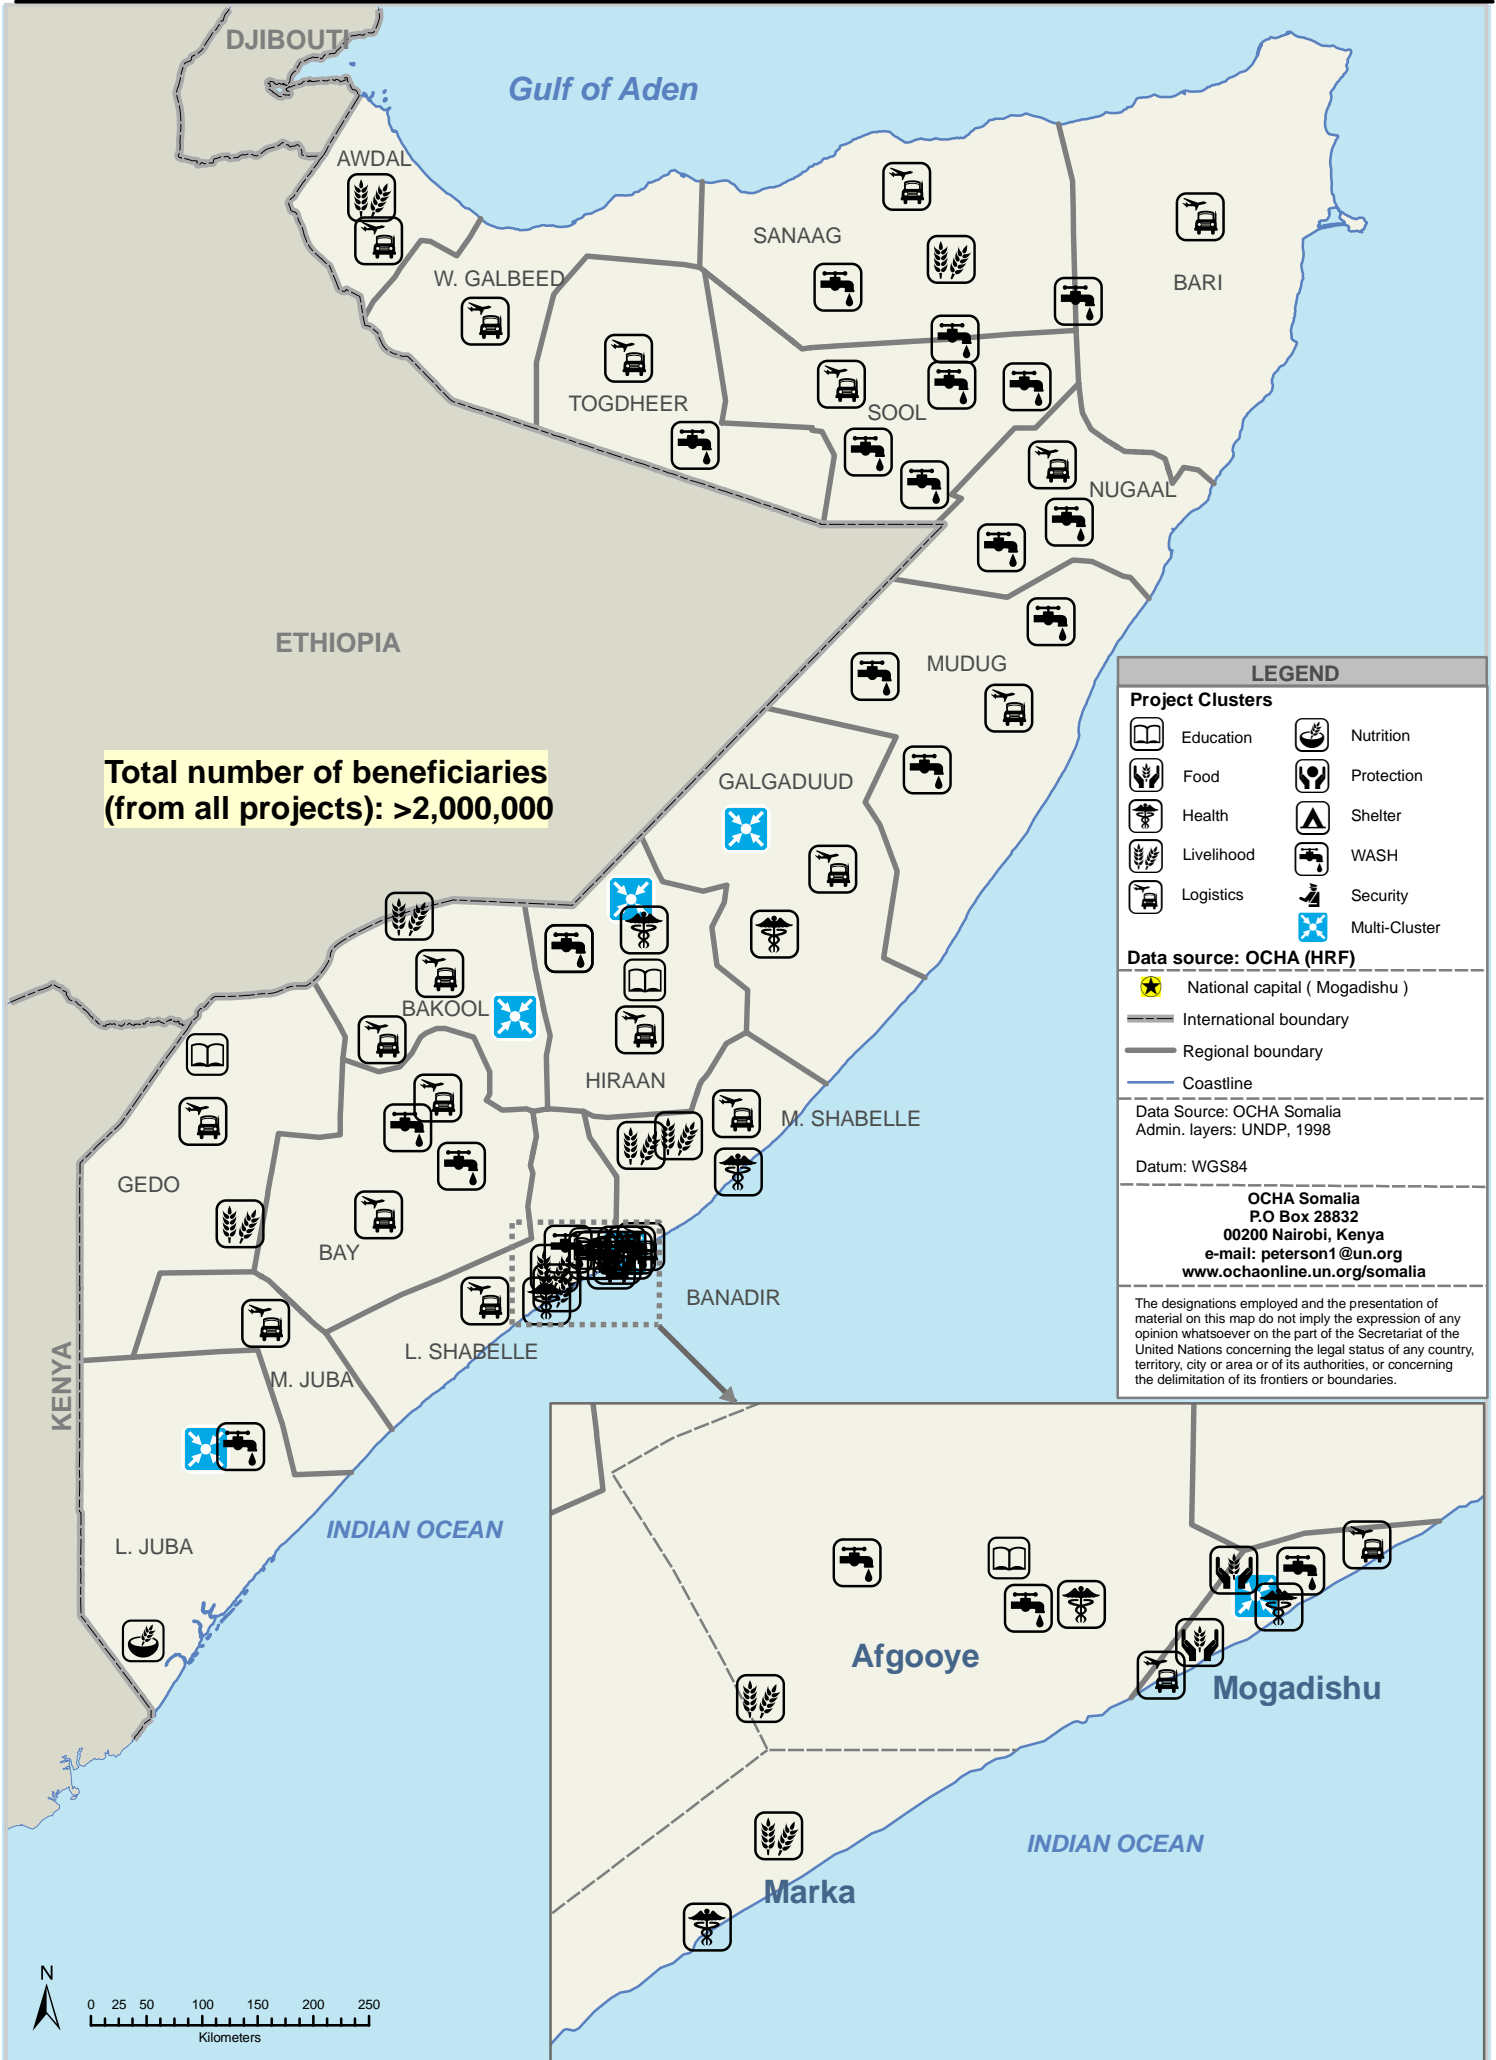 DJIBOUTI
Gulf of Aden
AWDAL
SANAAG
W. GALBEED
BARI
TOGDHEER
SOOL
NUGAAL
ETHIOPIA
MUDUG
Total number of beneficiaries
(from all projects): >2,000,000
GALGADUUD
BAKOOL
HIRAAN
M. SHABELLE
GEDO
BAY
BANADIR
L. SHABELLE
M. JUBA
KENYA
L. JUBA
INDIAN OCEAN
LEGEND
Project Clusters
Education
Nutrition
Food
Protection
Health
Shelter
Livelihood
WASH
Logistics
Security
Multi-Cluster
Data source: OCHA (HRF)
National capital ( Mogadishu )
International boundary
Regional boundary
Coastline
Data Source: OCHA Somalia
Admin. layers: UNDP, 1998
Datum: WGS84
OCHA Somalia
P.O Box 28832
00200 Nairobi, Kenya
e-mail: peterson1@un.org
www.ochaonline.un.org/somalia
The designations employed and the presentation of
material on this map do not imply the expression of any
opinion whatsoever on the part of the Secretariat of the
United Nations concerning the legal status of any country,
territory, city or area or of its authorities, or concerning
the delimitation of its frontiers or boundaries.
Afgooye
Mogadishu
INDIAN OCEAN
Marka
N
0 25 50 100 150 200 250
Kilometers